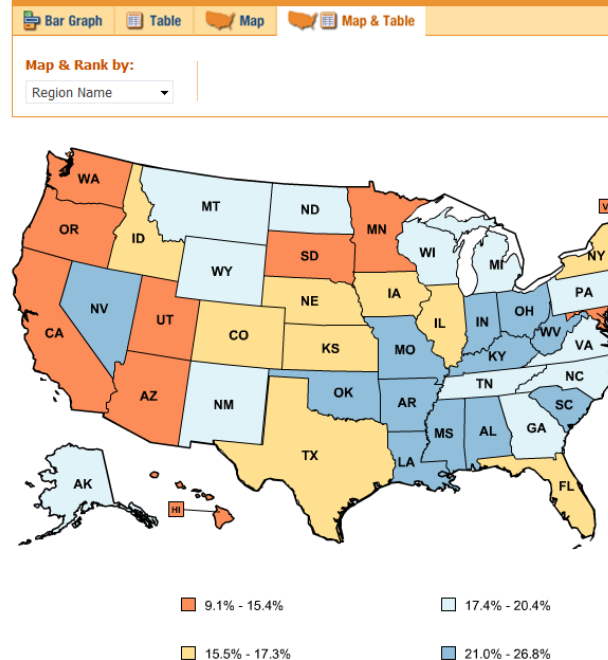 Bar Graph Table Map Map & Table
Map & Rank by:
Region Name
WA
MT
ND
MN
OR
ID
WI
MI
NY
SD
WY
PA
NE
IA
NV
UT
CO
IL
IN
OH
WV
VA
CA
KS
MO
KY
NC
TN
OK
AZ
NM
AR
SC
MS
AL
GA
TX
LA
AK
FL
HI
9.1% - 15.4%
17.4% - 20.4%
15.5% - 17.3%
21.0% - 26.8%